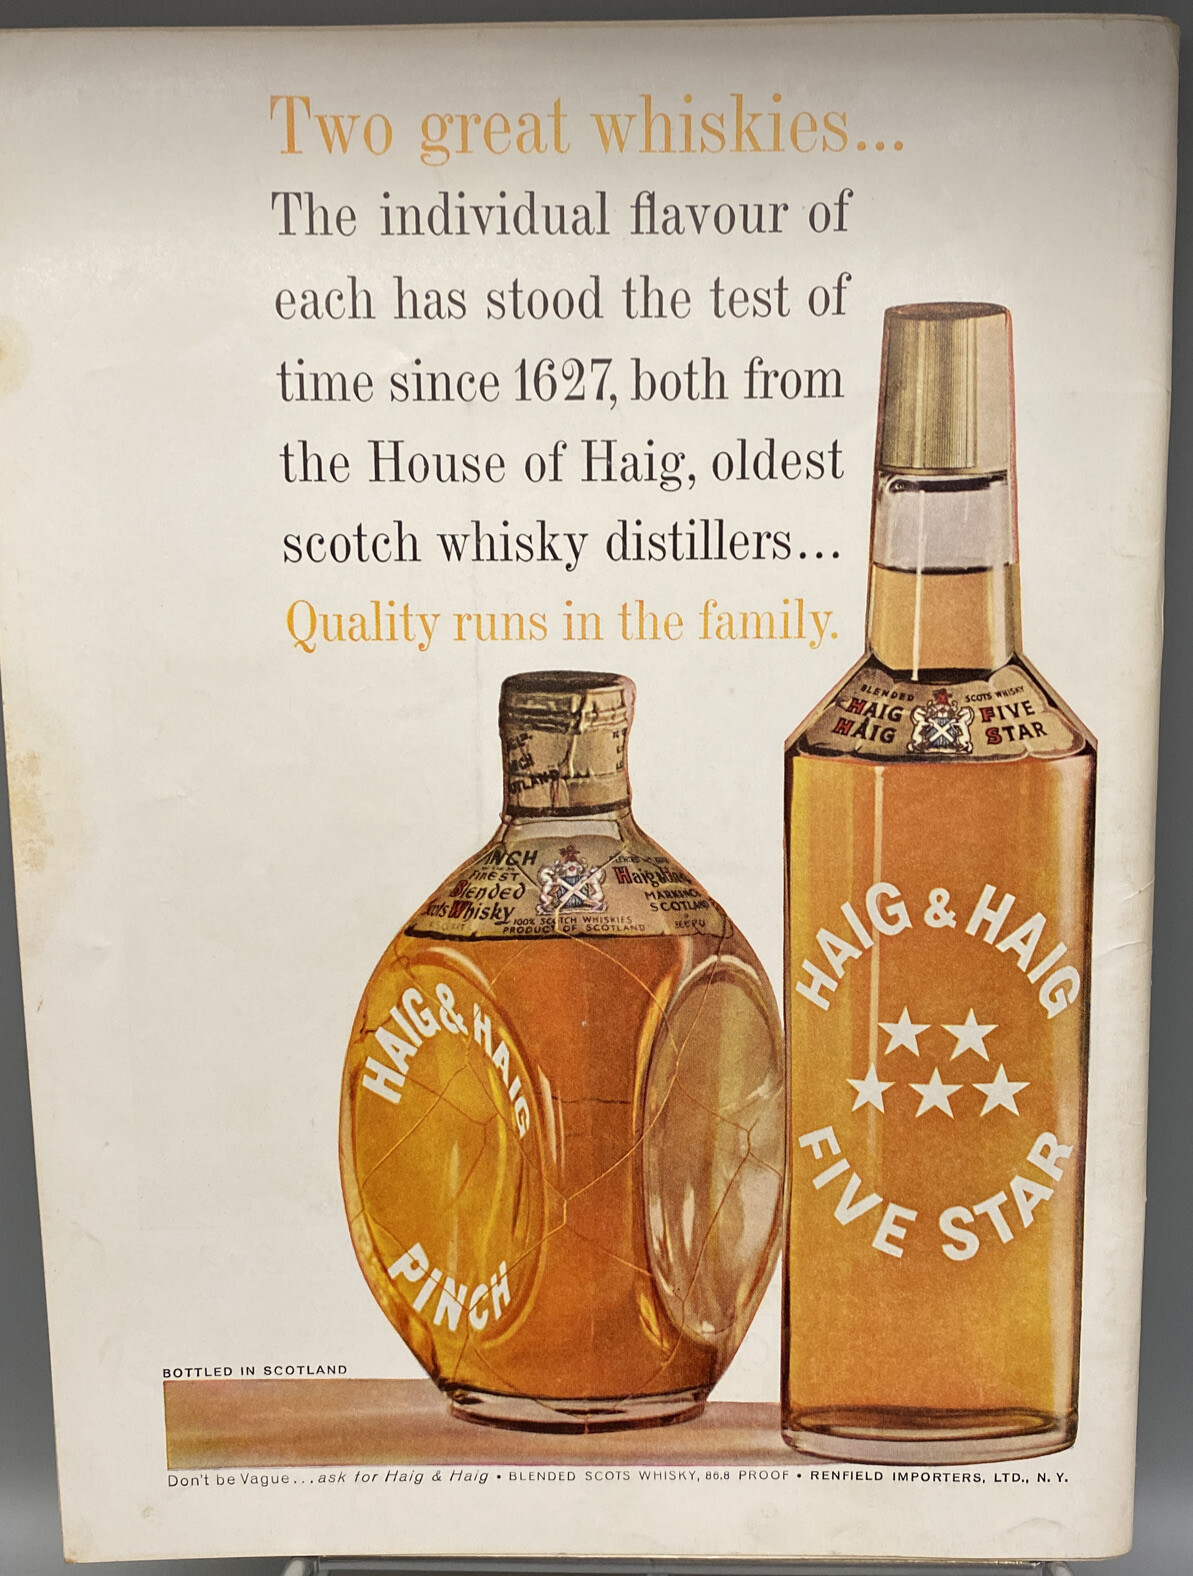 Two great whiskies...
The individual flavour of
each has stood the test of
time since 1627, both from
the House of Haig, oldest
scotch whisky distillers...
Quality runs in the family.
BLENDED SCOTS WHISKY
HAIG FIVE
HAIG STAR
FINEST
Blended
Whisky
MARKINCH
SCOTLAND
100% SCOTCH WHISKIES
PRODUCT OF SCOTLAND
HAIG & HAIG
PINCH
HAIG & HAIG
FIVE STAR
BOTTLED IN SCOTLAND
Don't be Vague...ask for Haig & Haig • BLENDED SCOTS WHISKY, 86.8 PROOF • RENFIELD IMPORTERS, LTD., N. Y.